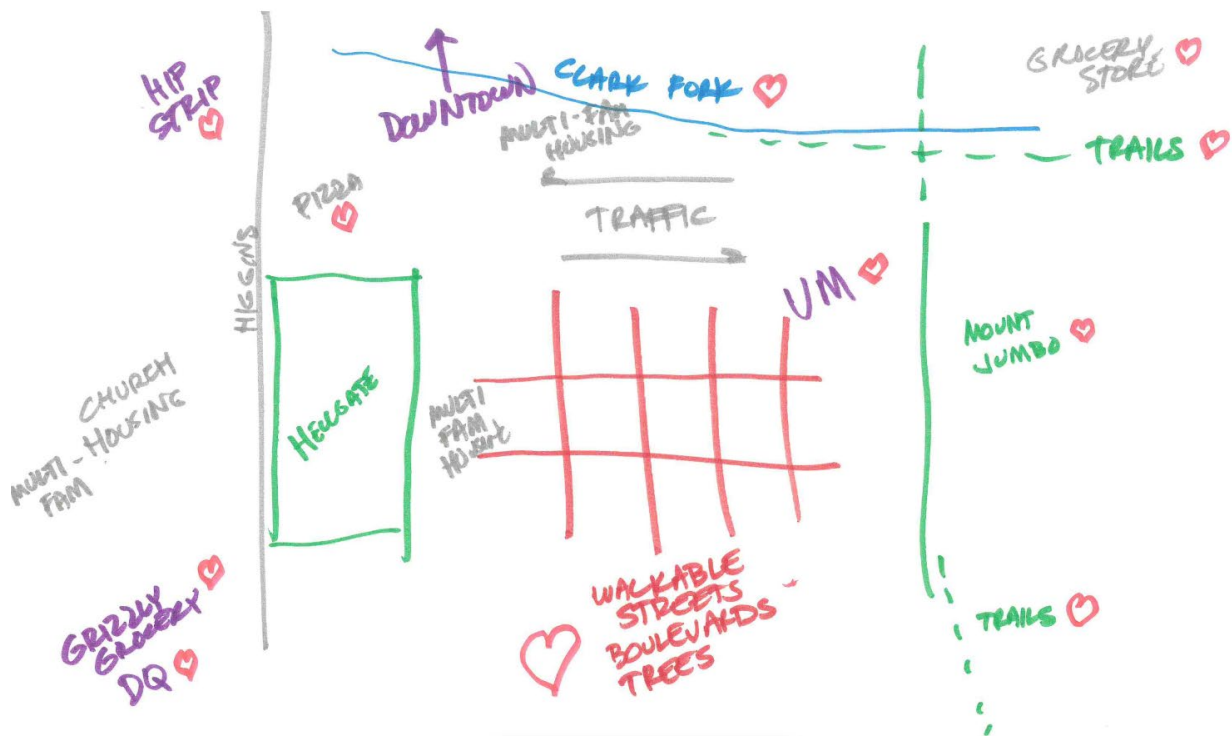 HIP
STRIP
DOWNTOWN
CLARK FORK
GROCERY
STORE
MULTI-FAM
HOUSING
TRAILS
PIZZA
TRAFFIC
HIGGINS
UM
MOUNT
JUMBO
CHURCH
MULTI-HOUSING
FAM
HELLGATE
MULTI
FAM
HOUSING
GRIZZLY
GROCERY
DQ
WALKABLE
STREETS
BOULEVARDS
TREES
TRAILS